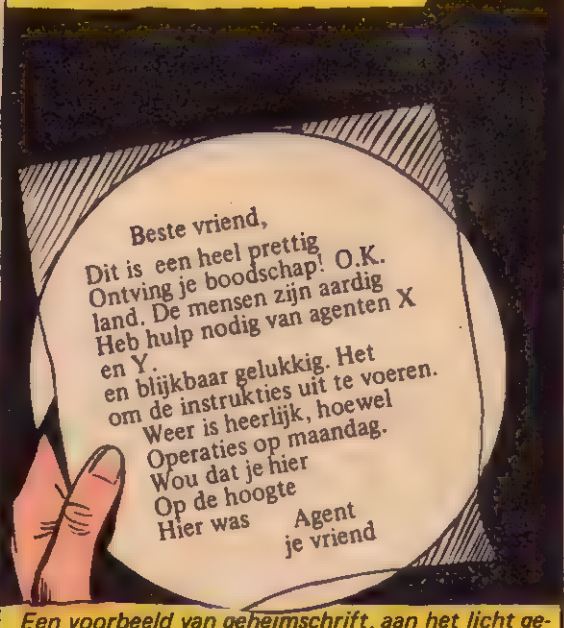 Beste vriend,
Dit is een heel prettig
Ontving je boodschap! O.K.
land. De mensen zijn aardig
Heb hulp nodig van agenten X
en Y.
en blijkbaar gelukkig. Het
om de instrukties uit te voeren.
Weer is heerlijk, hoewel
Operaties op maandag.
Wou dat je hier
Op de hoogte
Hier was Agent
je vriend
Een voorbeeld van geheimschrift, aan het licht ge-